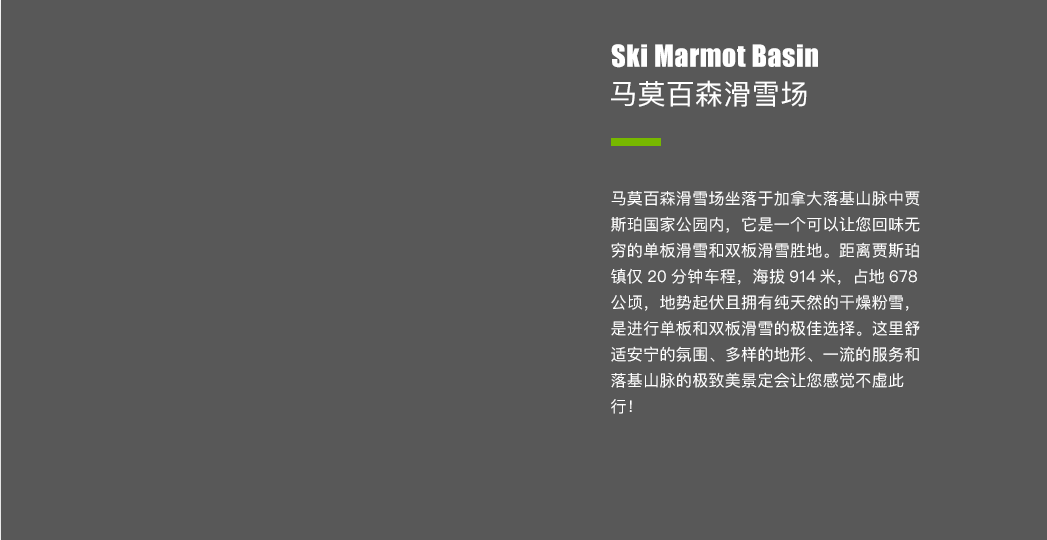 Ski Marmot Basin
马莫百森滑雪场
马莫百森滑雪场坐落于加拿大落基山脉中贾
斯珀国家公园内，它是一个可以让您回味无
穷的单板滑雪和双板滑雪胜地。距离贾斯珀
镇仅 20 分钟车程，海拔 914 米，占地 678
公顷，地势起伏且拥有纯天然的干燥粉雪，
是进行单板和双板滑雪的极佳选择。这里舒
适安宁的氛围、多样的地形、一流的服务和
落基山脉的极致美景定会让您感觉不虚此
行！